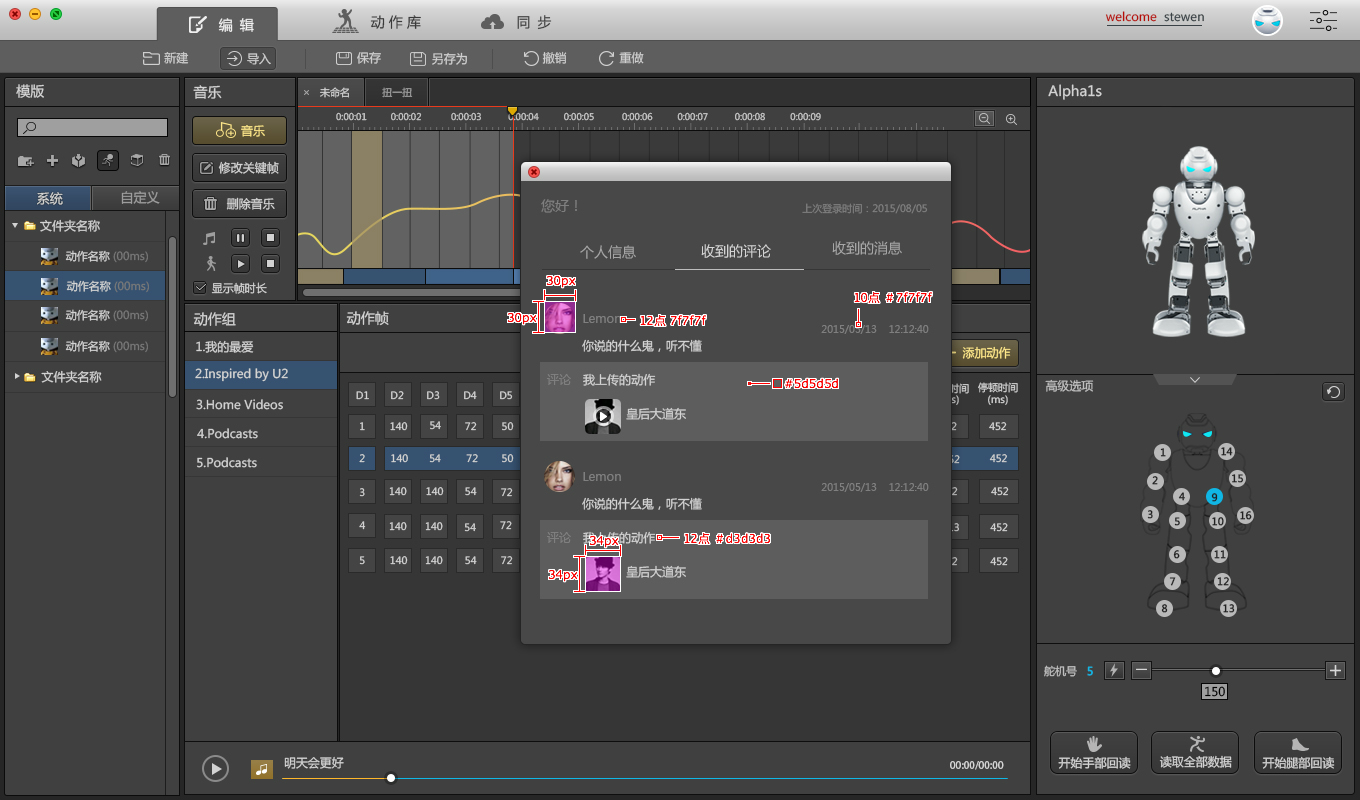 编 辑
动 作 库
同 步
welcome stewen
新建
导入
保存
另存为
撤销
重做
模版
系统
自定义
文件夹名称
动作名称 (00ms)
动作名称 (00ms)
动作名称 (00ms)
动作名称 (00ms)
文件夹名称
音乐
音乐
修改关键帧
删除音乐
显示帧时长
× 未命名
扭一扭
0:00:01 0:00:02 0:00:03 0:00:04 0:00:05 0:00:06 0:00:07 0:00:08 0:00:09
动作组
1.我的最爱
2.Inspired by U2
3.Home Videos
4.Podcasts
5.Podcasts
动作帧
添加动作
D1 D2 D3 D4 D5
时间
停顿时间
(ms)
1 140 54 72 50 452
2 140 54 72 50 452
3 140 140 54 72 452
4 140 140 54 72 452
5 140 140 54 72 452
您好！
上次登录时间：2015/08/05
个人信息
收到的评论
收到的消息
30px
30px
Lemon
12点 7f7f7f
10点 #7f7f7f
2015/05/13 12:12:40
你说的什么鬼，听不懂
评论 我上传的动作
#5d5d5d
皇后大道东
Lemon
2015/05/13 12:12:40
你说的什么鬼，听不懂
评论 我上传的动作
12点 #d3d3d3
34px
34px
皇后大道东
明天会更好
00:00/00:00
Alpha1s
高级选项
1
2
3
4
5
6
7
8
9
10
11
12
13
14
15
16
舵机号 5
150
开始手部回读
读取全部数据
开始腿部回读